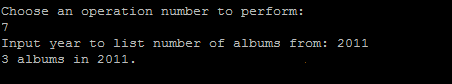 Choose an operation number to perform:
7
Input year to list number of albums from: 2011
3 albums in 2011.